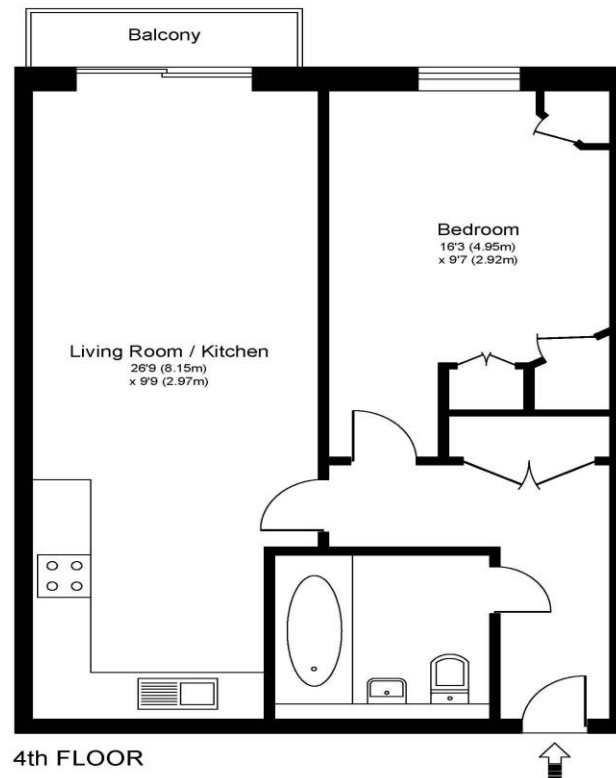 Balcony
Bedroom
16'3 (4.95m)
x 9'7 (2.92m)
Living Room / Kitchen
26'9 (8.15m)
x 9'9 (2.97m)
4th FLOOR